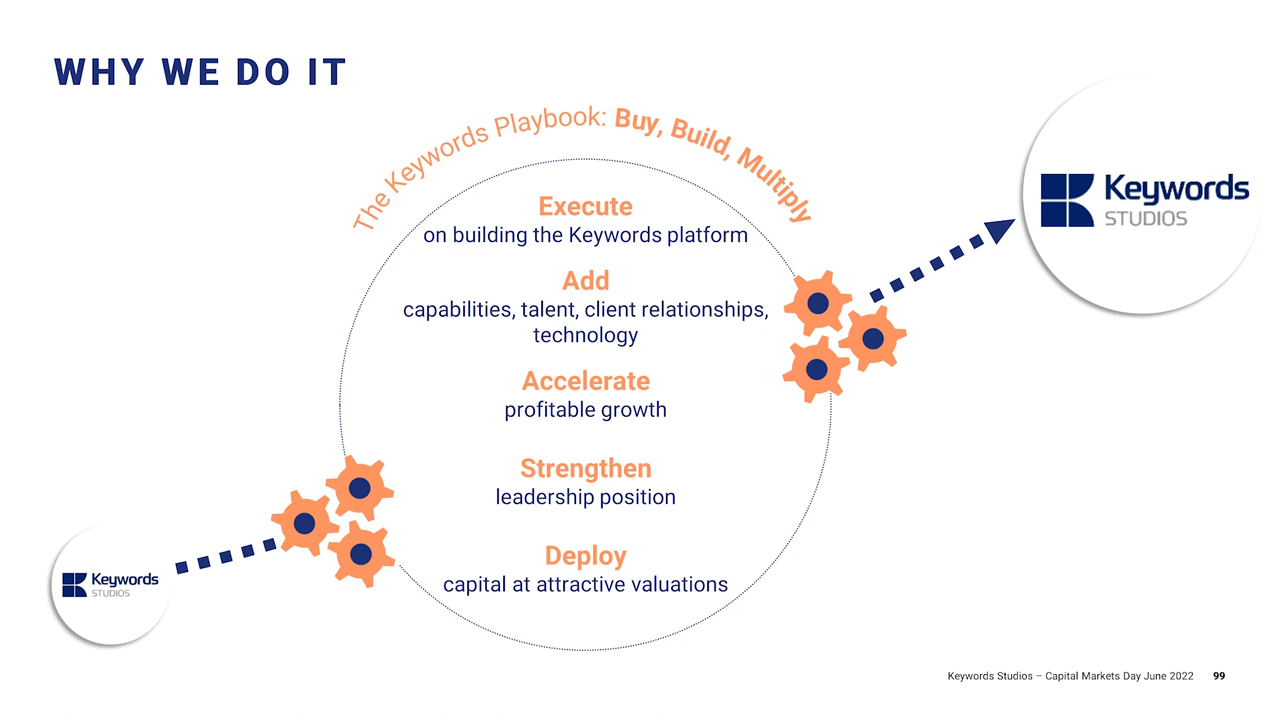 WHY WE DO IT
The Keywords Playbook: Buy, Build, Multiply
Execute
on building the Keywords platform
Add
capabilities, talent, client relationships,
technology
Accelerate
profitable growth
Strengthen
leadership position
Deploy
capital at attractive valuations
Keywords
STUDIOS
Keywords
STUDIOS
Keywords Studios – Capital Markets Day June 2022 99